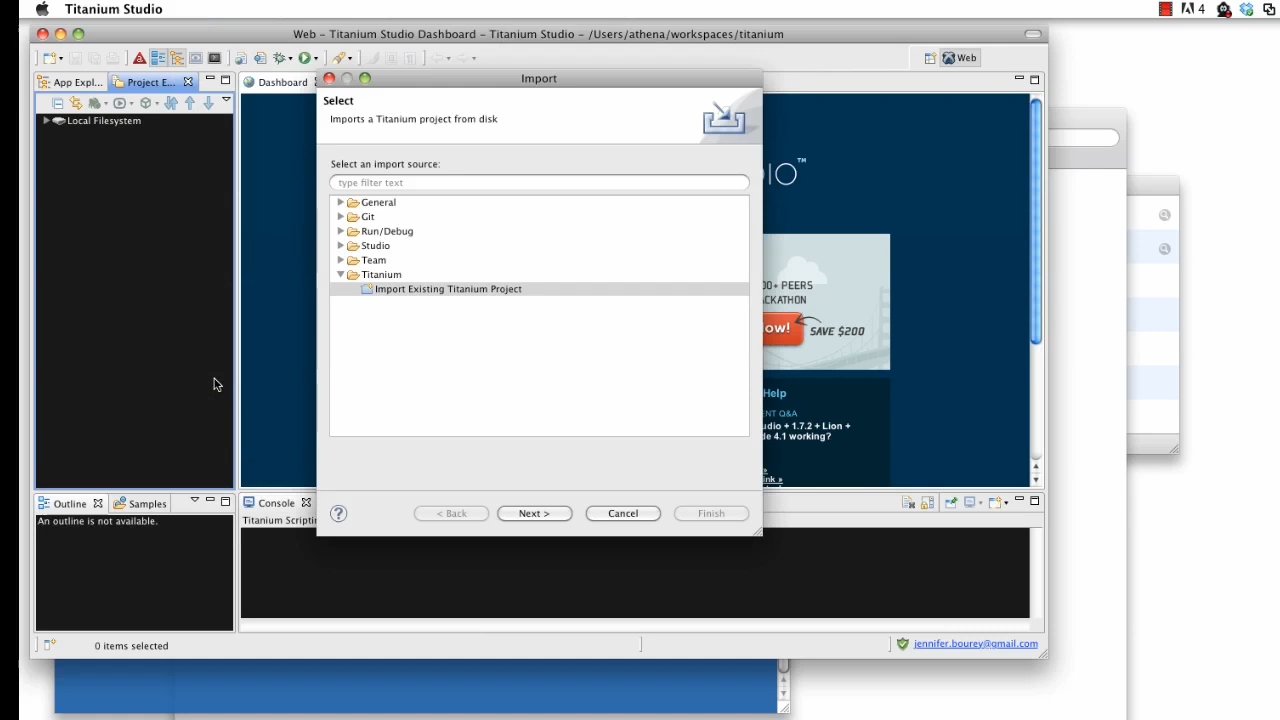 Titanium Studio
4
Web – Titanium Studio Dashboard – Titanium Studio – /Users/athena/workspaces/titanium
Web
App Expl...
Project E...
Dashboard
Import
Local Filesystem
Select
Imports a Titanium project from disk
Select an import source:
type filter text
General
Git
Run/Debug
Studio
Team
Titanium
Import Existing Titanium Project
IO™
00+ PEERS
ACKATHON
ow!
SAVE $200
Help
ENT Q&A
udio + 1.7.2 + Lion +
de 4.1 working?
ink »
< Back
Next >
Cancel
Finish
Outline
Samples
An outline is not available.
Console
Titanium Scripti
0 items selected
jennifer.bourey@gmail.com